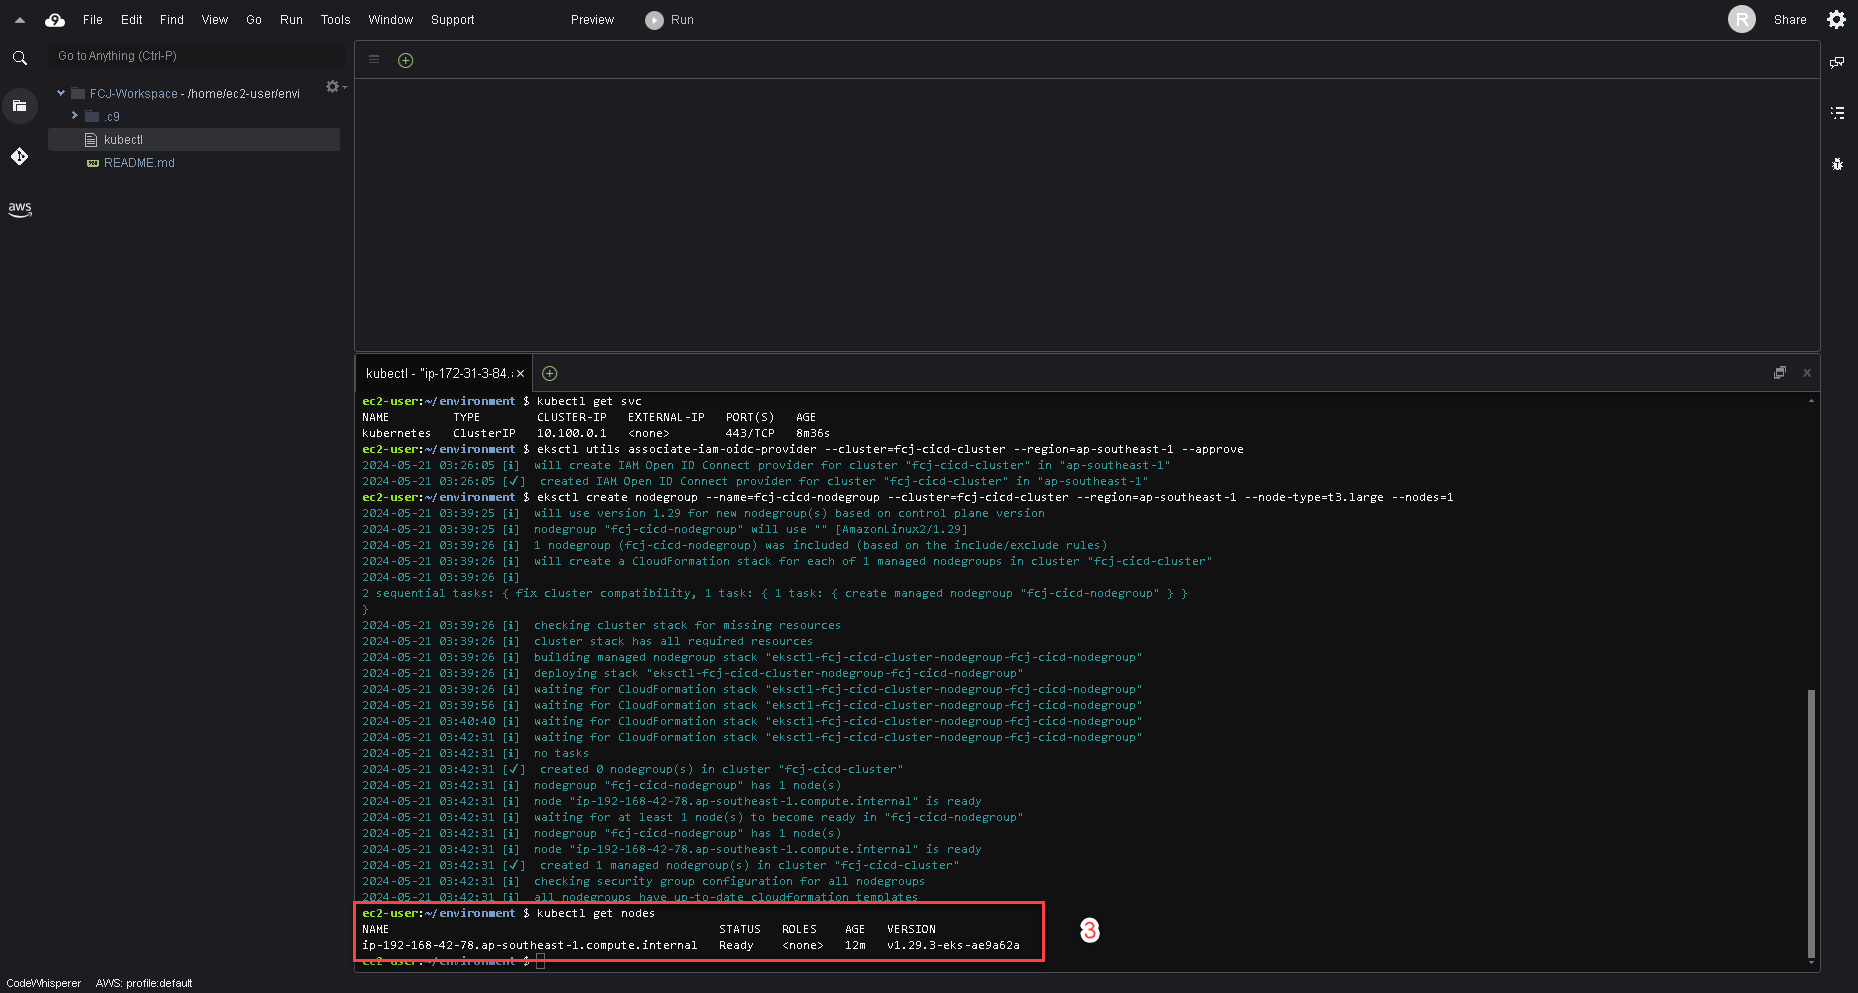 File Edit Find View Go Run Tools Window Support Preview Run R Share
Go to Anything (Ctrl-P)
FCJ-Workspace - /home/ec2-user/envi
.c9
kubectl
README.md
aws
kubectl - "ip-172-31-3-84.
ec2-user:~/environment $ kubectl get svc
NAME TYPE CLUSTER-IP EXTERNAL-IP PORT(S) AGE
kubernetes ClusterIP 10.100.0.1 <none> 443/TCP 8m36s
ec2-user:~/environment $ eksctl utils associate-iam-oidc-provider --cluster=fcj-cicd-cluster --region=ap-southeast-1 --approve
2024-05-21 03:26:05 [i] will create IAM Open ID Connect provider for cluster "fcj-cicd-cluster" in "ap-southeast-1"
2024-05-21 03:26:05 [✓] created IAM Open ID Connect provider for cluster "fcj-cicd-cluster" in "ap-southeast-1"
ec2-user:~/environment $ eksctl create nodegroup --name=fcj-cicd-nodegroup --cluster=fcj-cicd-cluster --region=ap-southeast-1 --node-type=t3.large --nodes=1
2024-05-21 03:39:25 [i] will use version 1.29 for new nodegroup(s) based on control plane version
2024-05-21 03:39:25 [i] nodegroup "fcj-cicd-nodegroup" will use "" [AmazonLinux2/1.29]
2024-05-21 03:39:26 [i] 1 nodegroup (fcj-cicd-nodegroup) was included (based on the include/exclude rules)
2024-05-21 03:39:26 [i] will create a CloudFormation stack for each of 1 managed nodegroups in cluster "fcj-cicd-cluster"
2024-05-21 03:39:26 [i]
2 sequential tasks: { fix cluster compatibility, 1 task: { 1 task: { create managed nodegroup "fcj-cicd-nodegroup" } }
}
2024-05-21 03:39:26 [i] checking cluster stack for missing resources
2024-05-21 03:39:26 [i] cluster stack has all required resources
2024-05-21 03:39:26 [i] building managed nodegroup stack "eksctl-fcj-cicd-cluster-nodegroup-fcj-cicd-nodegroup"
2024-05-21 03:39:26 [i] deploying stack "eksctl-fcj-cicd-cluster-nodegroup-fcj-cicd-nodegroup"
2024-05-21 03:39:26 [i] waiting for CloudFormation stack "eksctl-fcj-cicd-cluster-nodegroup-fcj-cicd-nodegroup"
2024-05-21 03:39:56 [i] waiting for CloudFormation stack "eksctl-fcj-cicd-cluster-nodegroup-fcj-cicd-nodegroup"
2024-05-21 03:40:40 [i] waiting for CloudFormation stack "eksctl-fcj-cicd-cluster-nodegroup-fcj-cicd-nodegroup"
2024-05-21 03:42:31 [i] waiting for CloudFormation stack "eksctl-fcj-cicd-cluster-nodegroup-fcj-cicd-nodegroup"
2024-05-21 03:42:31 [i] no tasks
2024-05-21 03:42:31 [✓] created 0 nodegroup(s) in cluster "fcj-cicd-cluster"
2024-05-21 03:42:31 [i] nodegroup "fcj-cicd-nodegroup" has 1 node(s)
2024-05-21 03:42:31 [i] node "ip-192-168-42-78.ap-southeast-1.compute.internal" is ready
2024-05-21 03:42:31 [i] waiting for at least 1 node(s) to become ready in "fcj-cicd-nodegroup"
2024-05-21 03:42:31 [i] nodegroup "fcj-cicd-nodegroup" has 1 node(s)
2024-05-21 03:42:31 [i] node "ip-192-168-42-78.ap-southeast-1.compute.internal" is ready
2024-05-21 03:42:31 [✓] created 1 managed nodegroup(s) in cluster "fcj-cicd-cluster"
2024-05-21 03:42:31 [i] checking security group configuration for all nodegroups
2024-05-21 03:42:31 [i] all nodegroups have up-to-date cloudformation templates
ec2-user:~/environment $ kubectl get nodes
NAME STATUS ROLES AGE VERSION
ip-192-168-42-78.ap-southeast-1.compute.internal Ready <none> 12m v1.29.3-eks-ae9a62a
3
ec2-user:~/environment $
CodeWhisperer AWS: profile:default